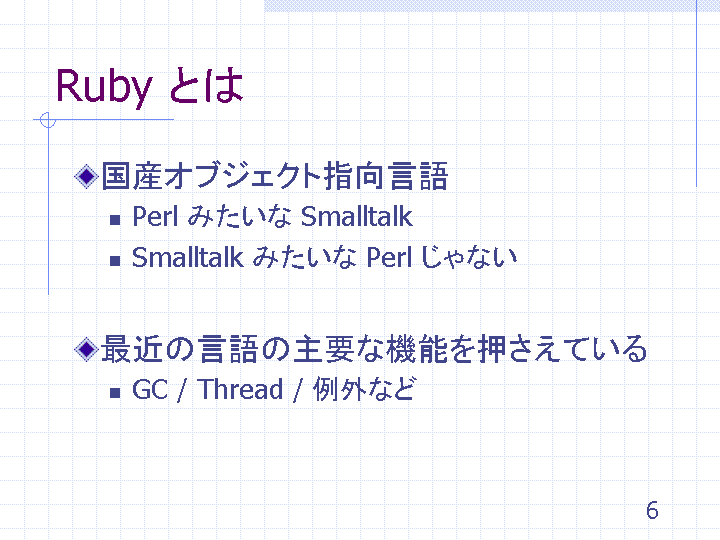 Ruby とは
国産オブジェクト指向言語
Perl みたいな Smalltalk
Smalltalk みたいな Perl じゃない
最近の言語の主要な機能を押さえている
GC / Thread / 例外など
6